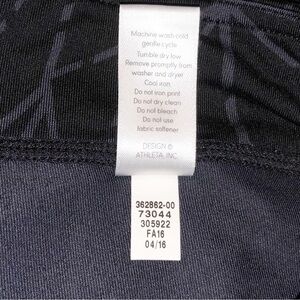 Machine wash cold
gentle cycle
Tumble dry low
Remove promptly from
washer and dryer
Cool iron
Do not iron print
Do not dry clean
Do not bleach
Do not use
fabric softener
DESIGN ©
ATHLETA, INC.
362862-00
73044
305922
FA16
04/16